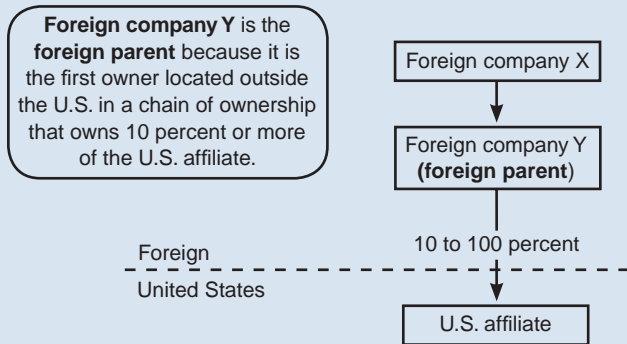 Foreign company Y is the
foreign parent because it is
the first owner located outside
the U.S. in a chain of ownership
that owns 10 percent or more
of the U.S. affiliate.
Foreign company X
Foreign company Y
(foreign parent)
10 to 100 percent
Foreign
United States
U.S. affiliate